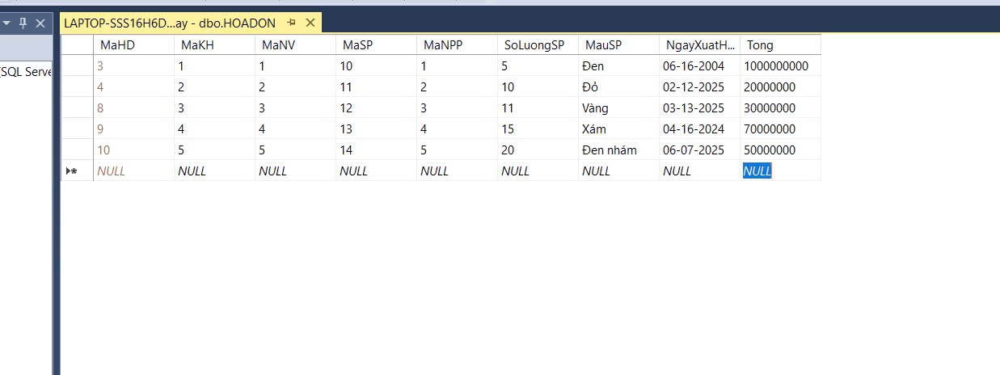 LAPTOP-SSS16H6D...ay - dbo.HOADON
MaHD MaKH MaNV MaSP MaNPP SoLuongSP MauSP NgayXuatH... Tong
(SQL Serve 3 1 1 10 1 5 Đen 06-16-2004 1000000000
4 2 2 11 2 10 Đỏ 02-12-2025 20000000
8 3 3 12 3 11 Vàng 03-13-2025 30000000
9 4 4 13 4 15 Xám 04-16-2024 70000000
10 5 5 14 5 20 Đen nhám 06-07-2025 50000000
NULL NULL NULL NULL NULL NULL NULL NULL NULL